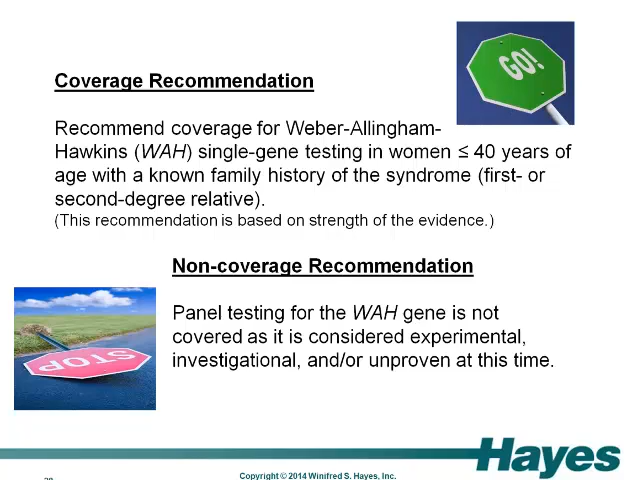 GO!
Coverage Recommendation
Recommend coverage for Weber-Allingham-
Hawkins (WAH) single-gene testing in women ≤ 40 years of
age with a known family history of the syndrome (first- or
second-degree relative).
(This recommendation is based on strength of the evidence.)
Non-coverage Recommendation
Panel testing for the WAH gene is not
covered as it is considered experimental,
investigational, and/or unproven at this time.
STOP
Hayes
Copyright © 2014 Winifred S. Hayes, Inc.